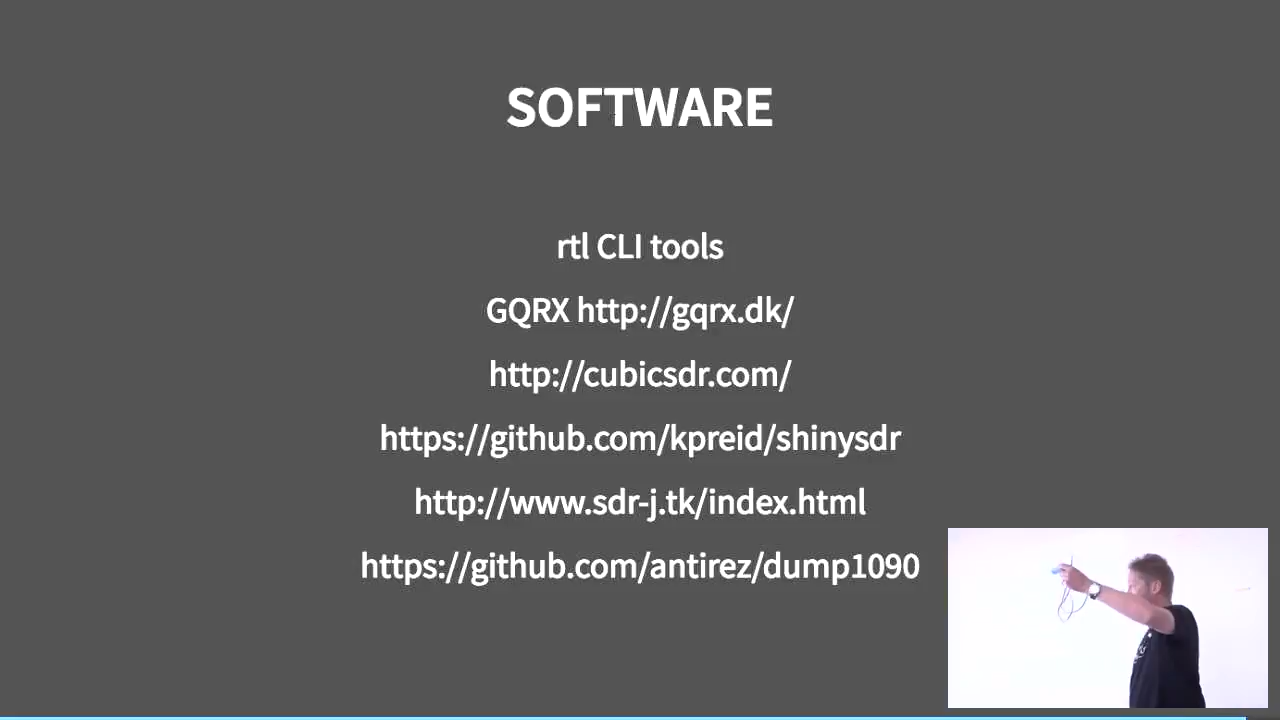 SOFTWARE
rtl CLI tools
GQRX http://gqrx.dk/
http://cubicsdr.com/
https://github.com/kpreid/shinysdr
http://www.sdr-j.tk/index.html
https://github.com/antirez/dump1090